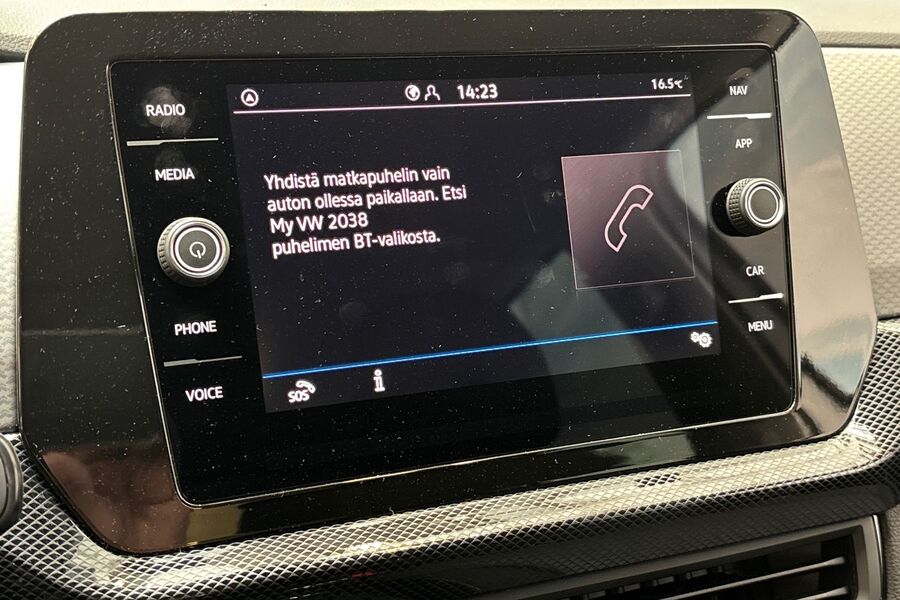 RADIO
MEDIA
PHONE
VOICE
14:23
16.5℃
Yhdistä matkapuhelin vain
auton ollessa paikallaan. Etsi
My VW 2038
puhelimen BT-valikosta.
SOS
i
NAV
APP
CAR
MENU